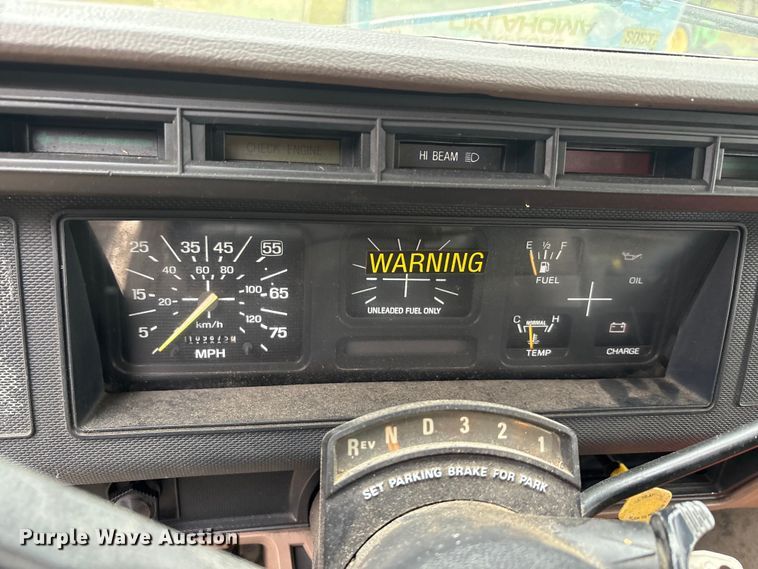 OKLAHOMA
CHECK ENGINE
HI BEAM
25 35 45 55
40 60 80
15 20 100 65
km/h 120
5 MPH 75
WARNING
UNLEADED FUEL ONLY
E ½ F
FUEL OIL
C NORMAL H
TEMP CHARGE
REV N D 3 2 1
SET PARKING BRAKE FOR PARK
Purple Wave Auction